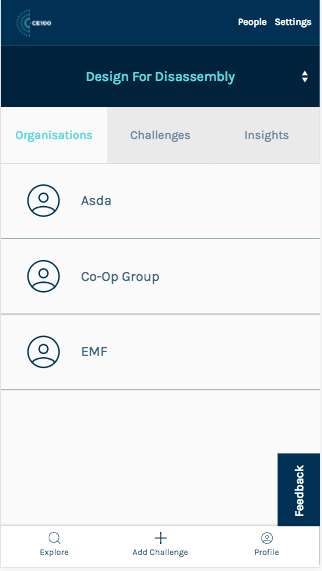 CE100
People Settings
Design For Disassembly
Organisations Challenges Insights
Asda
Co-Op Group
EMF
Feedback
Explore Add Challenge Profile